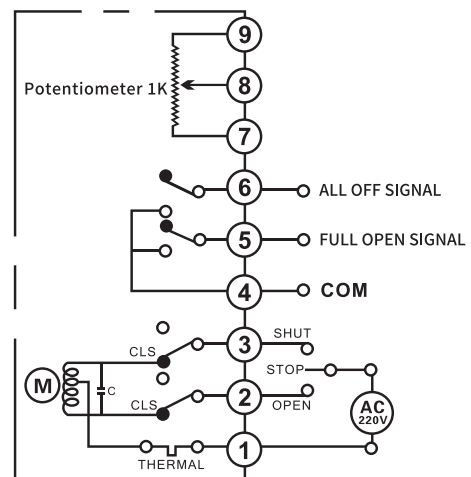 9
Potentiometer 1K
8
7
6 ALL OFF SIGNAL
5 FULL OPEN SIGNAL
4 COM
CLS 3 SHUT
STOP
M C
CLS 2 OPEN
AC
220V
1
THERMAL